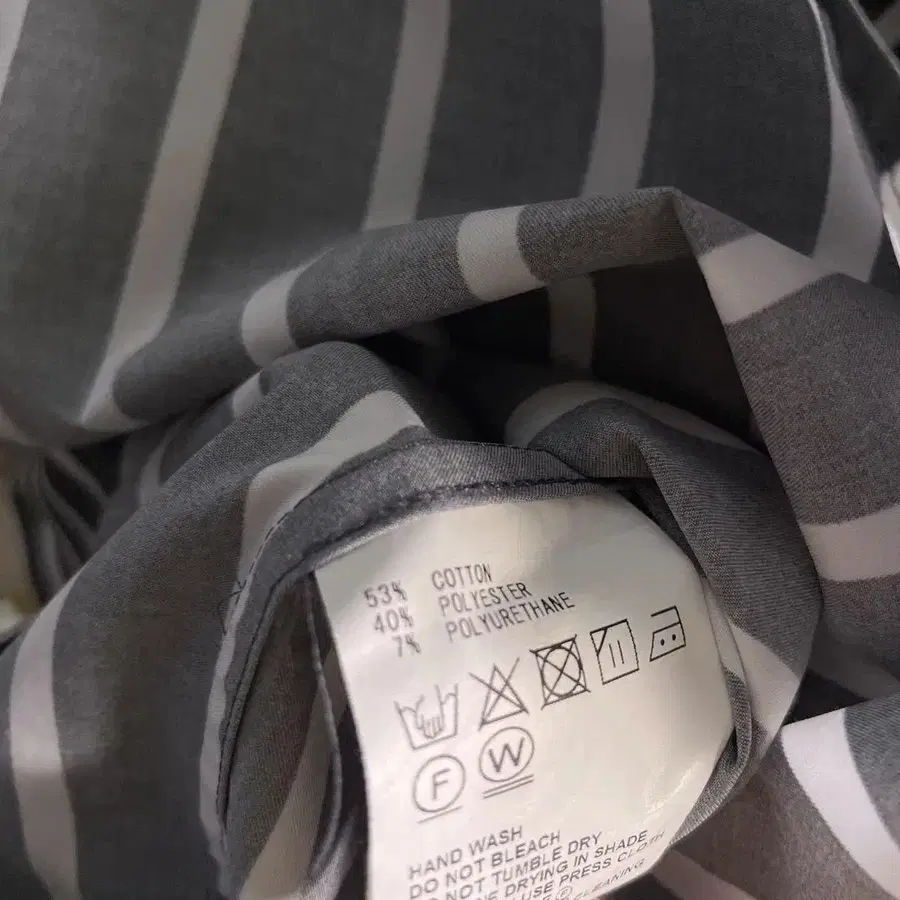 53% COTTON
40% POLYESTER
7% POLYURETHANE
F W
HAND WASH
DO NOT BLEACH
DO NOT TUMBLE DRY
DRYING IN SHADE
USE PRESS CLOTH
F CLEANING